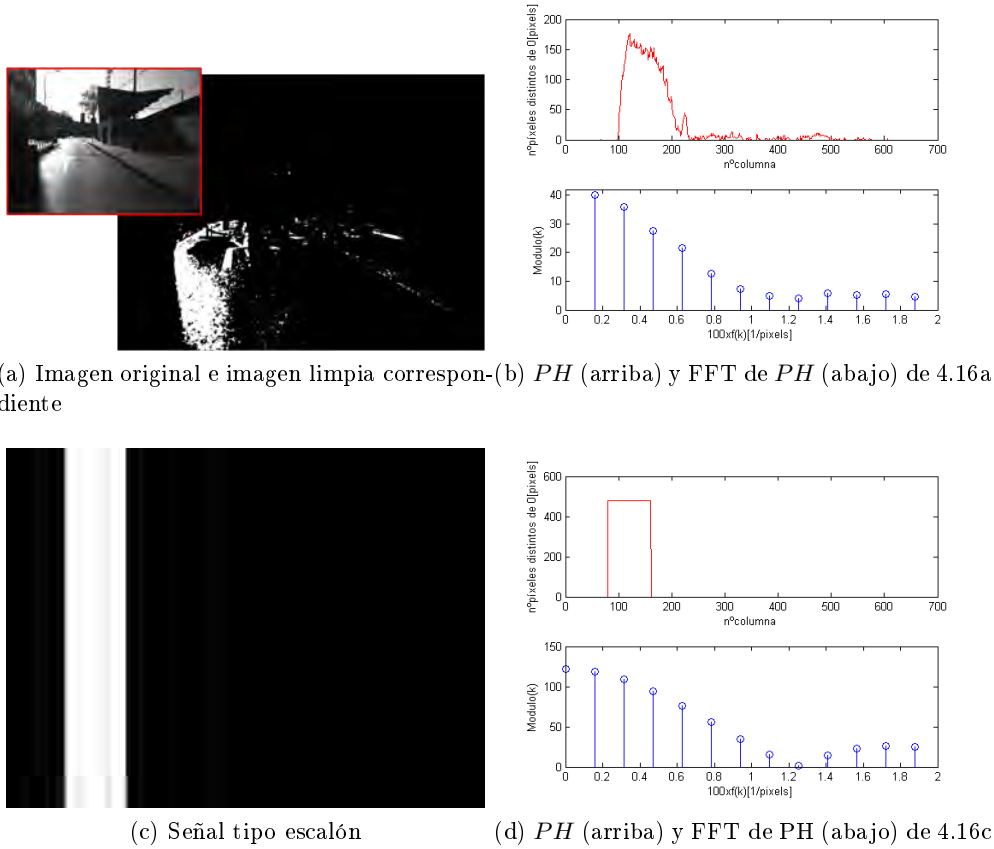 200
150
100
50
0
nºpíxeles distintos de 0[pixels]
0 100 200 300 400 500 600 700
nºcolumna
40
30
20
10
0
Modulo(k)
0.2 0.4 0.6 0.8 1 1.2 1.4 1.6 1.8 2
100xf(k)[1/pixels]
(a) Imagen original e imagen limpia correspon-
diente
(b) PH (arriba) y FFT de PH (abajo) de 4.16a
600
400
200
0
nºpíxeles distintos de 0[pixels]
0 100 200 300 400 500 600 700
nºcolumna
150
100
50
0
Modulo(k)
0 0.2 0.4 0.6 0.8 1 1.2 1.4 1.6 1.8 2
100xf(k)[1/pixels]
(c) Señal tipo escalón
(d) PH (arriba) y FFT de PH (abajo) de 4.16c